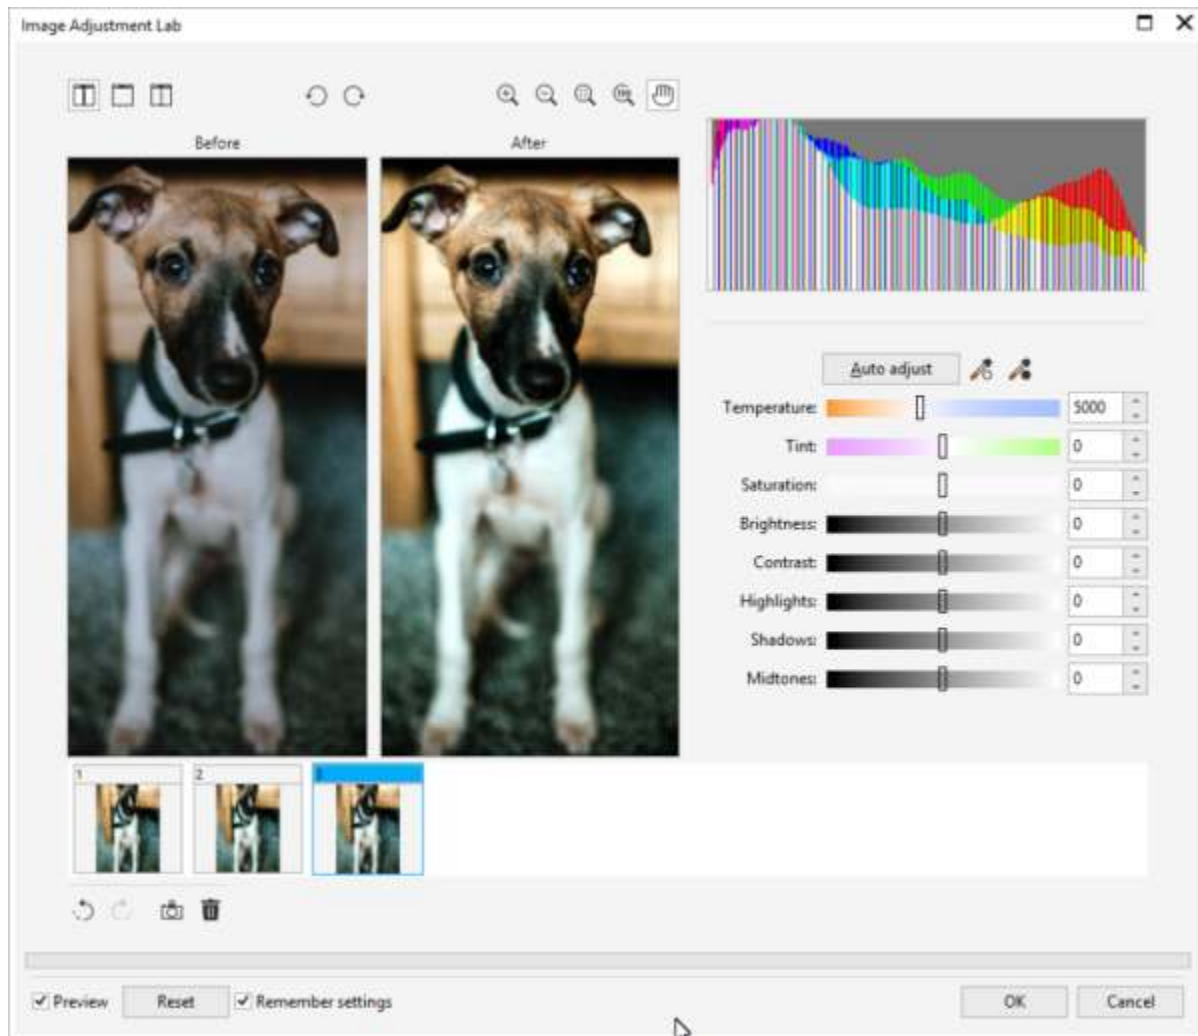 Image Adjustment Lab
Before
After
Auto adjust
Temperature: 5000
Tint: 0
Saturation: 0
Brightness: 0
Contrast: 0
Highlights: 0
Shadows: 0
Midtones: 0
1
2
3
Preview
Reset
Remember settings
OK
Cancel